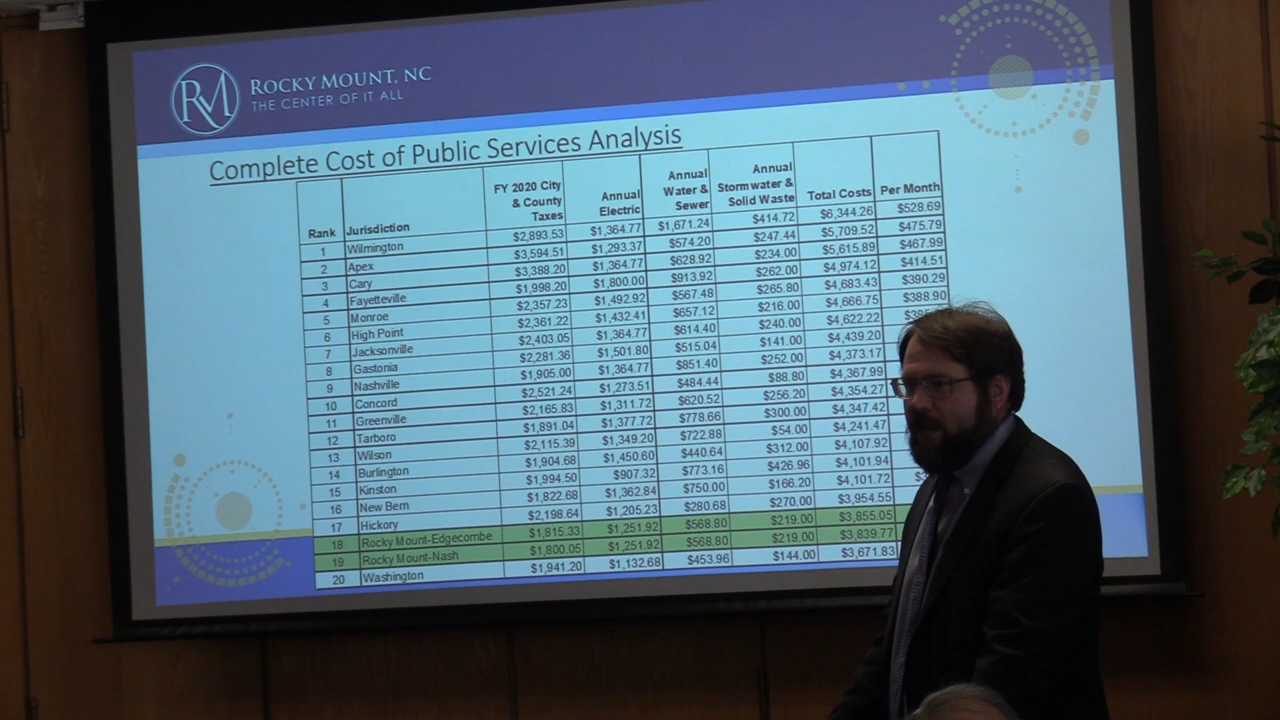 RM
ROCKY MOUNT, NC
THE CENTER OF IT ALL
Complete Cost of Public Services Analysis
Rank Jurisdiction FY 2020 City & County Taxes Annual Electric Annual Water & Sewer Annual Stormwater & Solid Waste Total Costs Per Month
1 Wilmington $2,893.53 $1,364.77 $1,671.24 $414.72 $6,344.26 $528.69
2 Apex $3,594.51 $1,293.37 $574.20 $247.44 $5,709.52 $475.79
3 Cary $3,388.20 $1,364.77 $628.92 $234.00 $5,615.89 $467.99
4 Fayetteville $1,998.20 $1,800.00 $913.92 $262.00 $4,974.12 $414.51
5 Monroe $2,357.23 $1,492.92 $567.48 $265.80 $4,683.43 $390.29
6 High Point $2,361.22 $1,432.41 $657.12 $216.00 $4,666.75 $388.90
7 Jacksonville $2,403.05 $1,364.77 $614.40 $240.00 $4,622.22
8 Gastonia $2,281.36 $1,501.80 $515.04 $141.00 $4,439.20
9 Nashville $1,905.00 $1,364.77 $851.40 $252.00 $4,373.17
10 Concord $2,521.24 $1,273.51 $484.44 $88.80 $4,367.99
11 Greenville $2,165.83 $1,311.72 $620.52 $256.20 $4,354.27
12 Tarboro $1,891.04 $1,377.72 $778.66 $300.00 $4,347.42
13 Wilson $2,115.39 $1,349.20 $722.88 $54.00 $4,241.47
14 Burlington $1,904.68 $1,450.60 $440.64 $312.00 $4,107.92
15 Kinston $1,994.50 $907.32 $773.16 $426.96 $4,101.94
16 New Bern $1,822.68 $1,362.84 $750.00 $166.20 $4,101.72
17 Hickory $2,198.64 $1,205.23 $280.68 $270.00 $3,954.55
18 Rocky Mount-Edgecombe $1,815.33 $1,251.92 $568.80 $219.00 $3,855.05
19 Rocky Mount-Nash $1,800.05 $1,251.92 $568.80 $219.00 $3,839.77
20 Washington $1,941.20 $1,132.68 $453.96 $144.00 $3,671.83